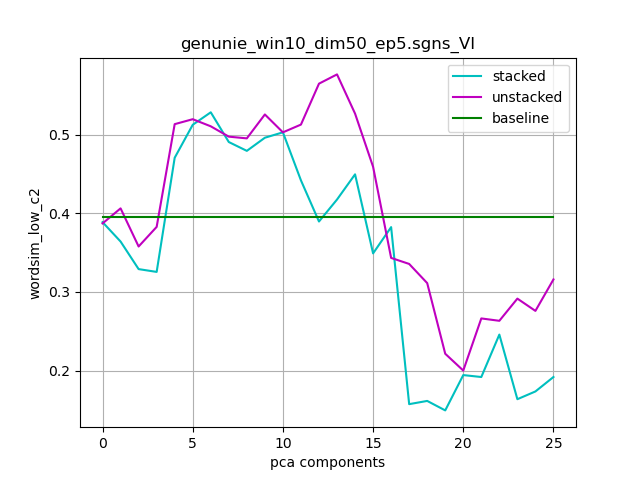 genunie_win10_dim50_ep5.sgns_VI
stacked
unstacked
baseline
0.5
0.4
0.3
0.2
wordsim_low_c2
0 5 10 15 20 25
pca components